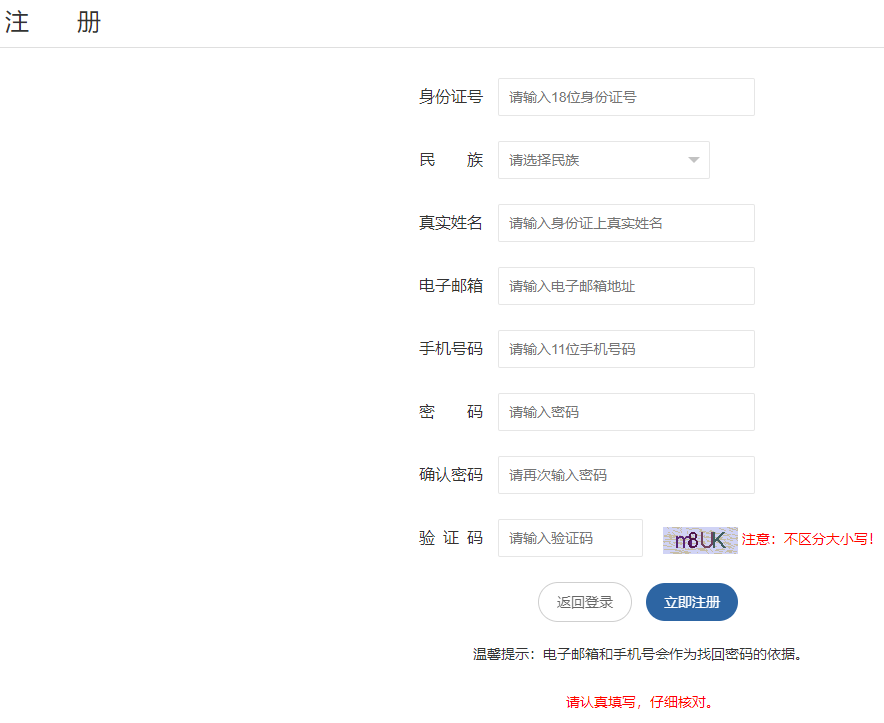 注 册
身份证号 请输入18位身份证号
民 族 请选择民族
真实姓名 请输入身份证上真实姓名
电子邮箱 请输入电子邮箱地址
手机号码 请输入11位手机号码
密 码 请输入密码
确认密码 请再次输入密码
验 证 码 请输入验证码 m8UK 注意：不区分大小写！
返回登录 立即注册
温馨提示：电子邮箱和手机号会作为找回密码的依据。
请认真填写，仔细核对。